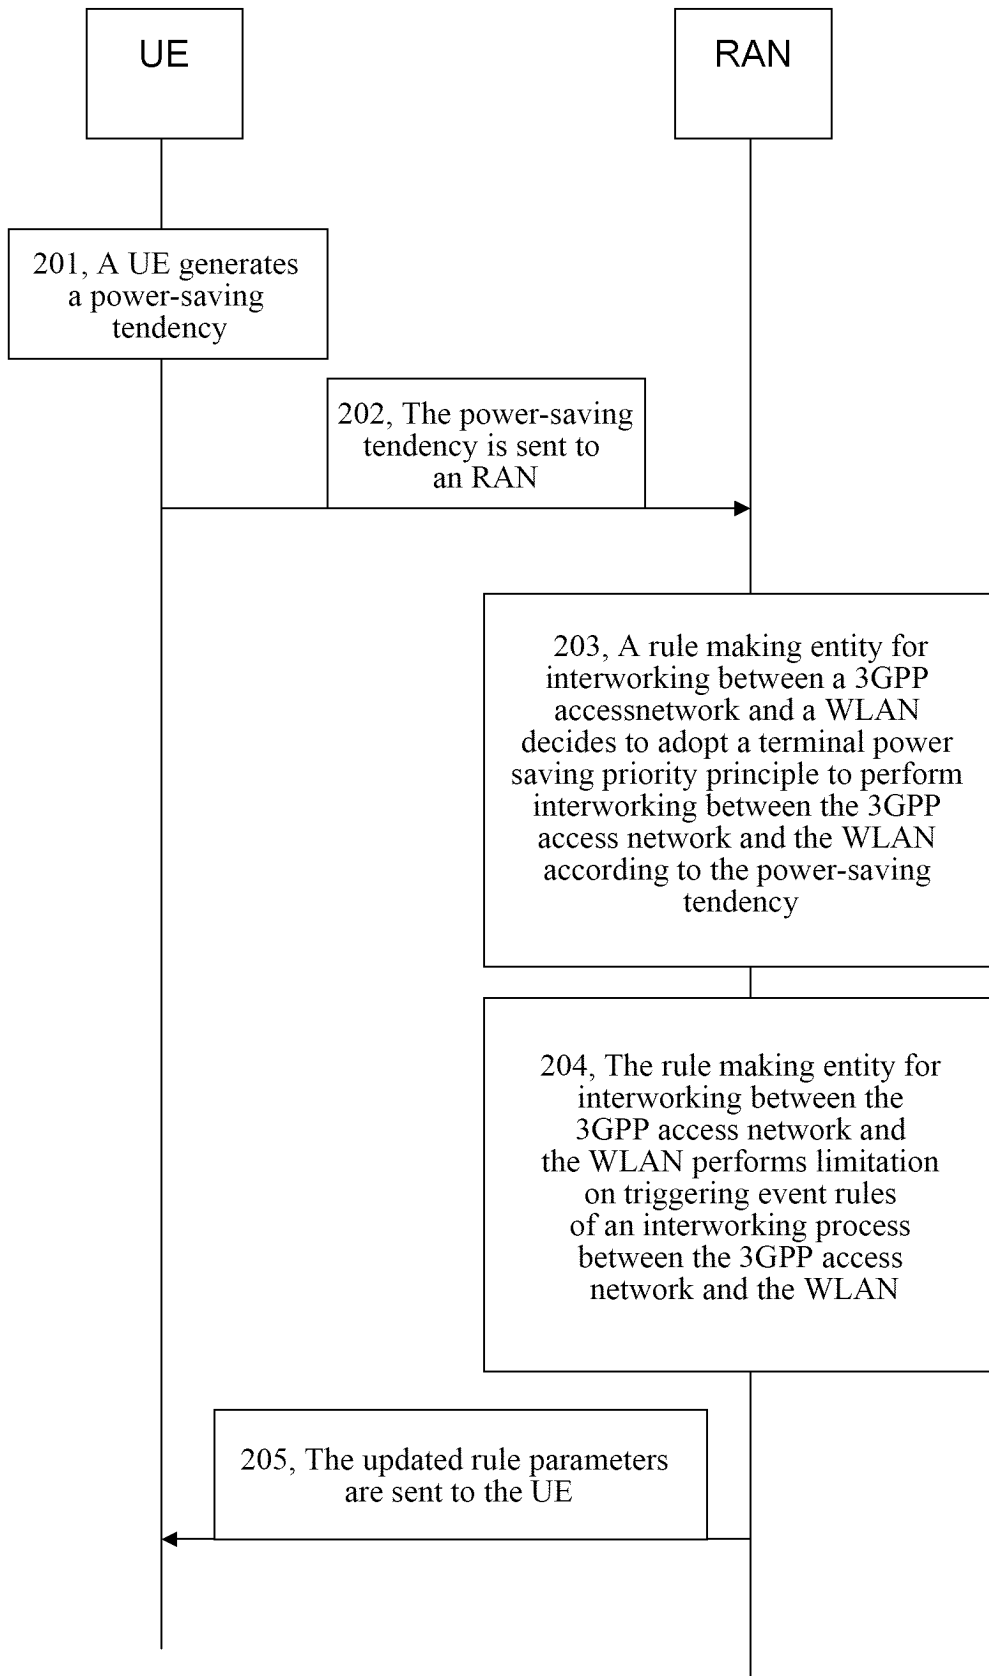 UE
RAN
201, A UE generates
a power-saving
tendency
202, The power-saving
tendency is sent to
an RAN
203, A rule making entity for
interworking between a 3GPP
accessnetwork and a WLAN
decides to adopt a terminal power
saving priority principle to perform
interworking between the 3GPP
access network and the WLAN
according to the power-saving
tendency
204, The rule making entity for
interworking between the
3GPP access network and
the WLAN performs limitation
on triggering event rules
of an interworking process
between the 3GPP access
network and the WLAN
205, The updated rule parameters
are sent to the UE